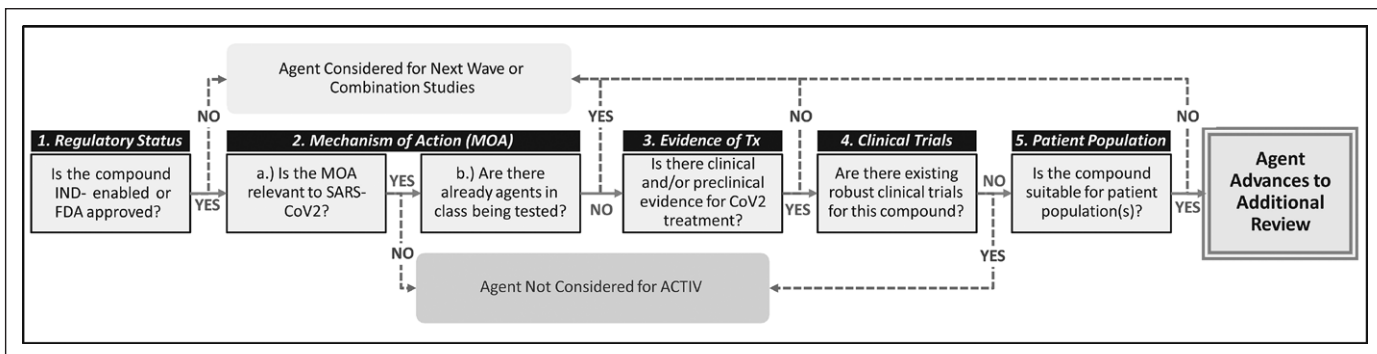 Agent Considered for Next Wave or
Combination Studies
NO
YES
NO
NO
1. Regulatory Status
2. Mechanism of Action (MOA)
3. Evidence of Tx
4. Clinical Trials
5. Patient Population
Is the compound
IND- enabled or
FDA approved?
YES
a.) Is the MOA
relevant to SARS-
CoV2?
YES
b.) Are there
already agents in
class being tested?
NO
Is there clinical
and/or preclinical
evidence for CoV2
treatment?
YES
Are there existing
robust clinical trials
for this compound?
NO
Is the compound
suitable for patient
population(s)?
YES
Agent
Advances to
Additional
Review
NO
YES
Agent Not Considered for ACTIV